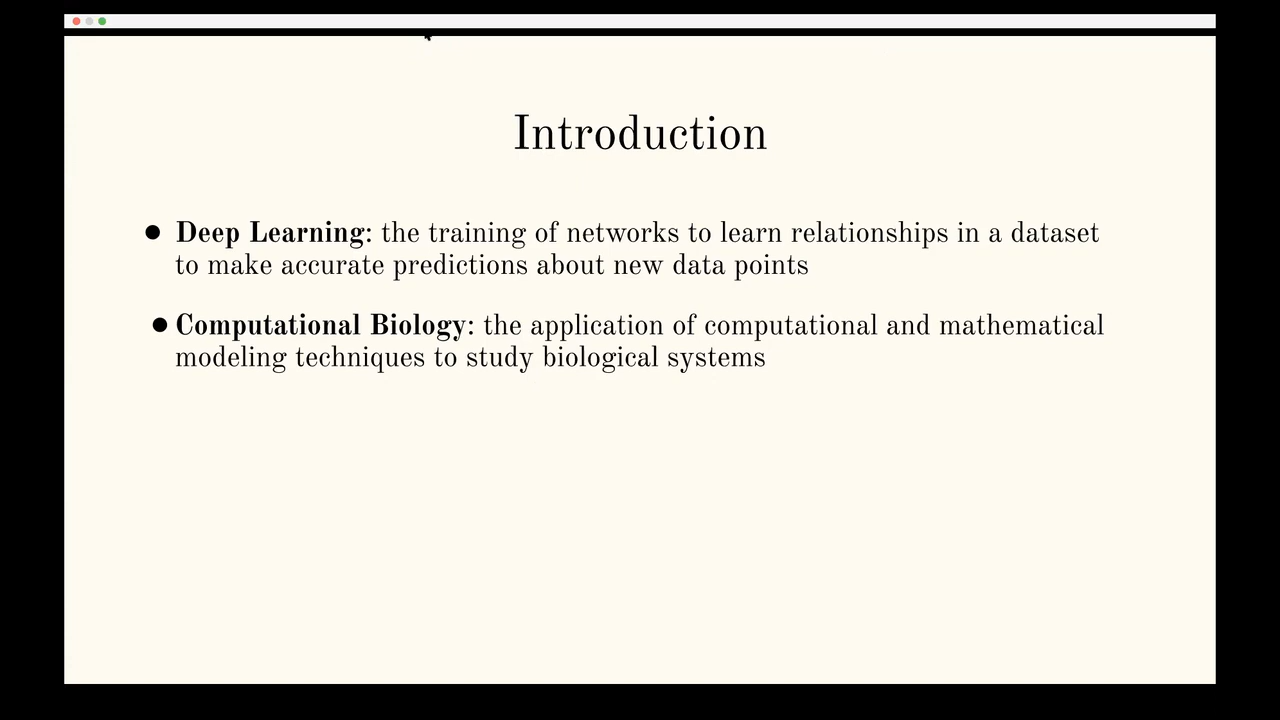 Introduction
● Deep Learning: the training of networks to learn relationships in a dataset
to make accurate predictions about new data points
● Computational Biology: the application of computational and mathematical
modeling techniques to study biological systems